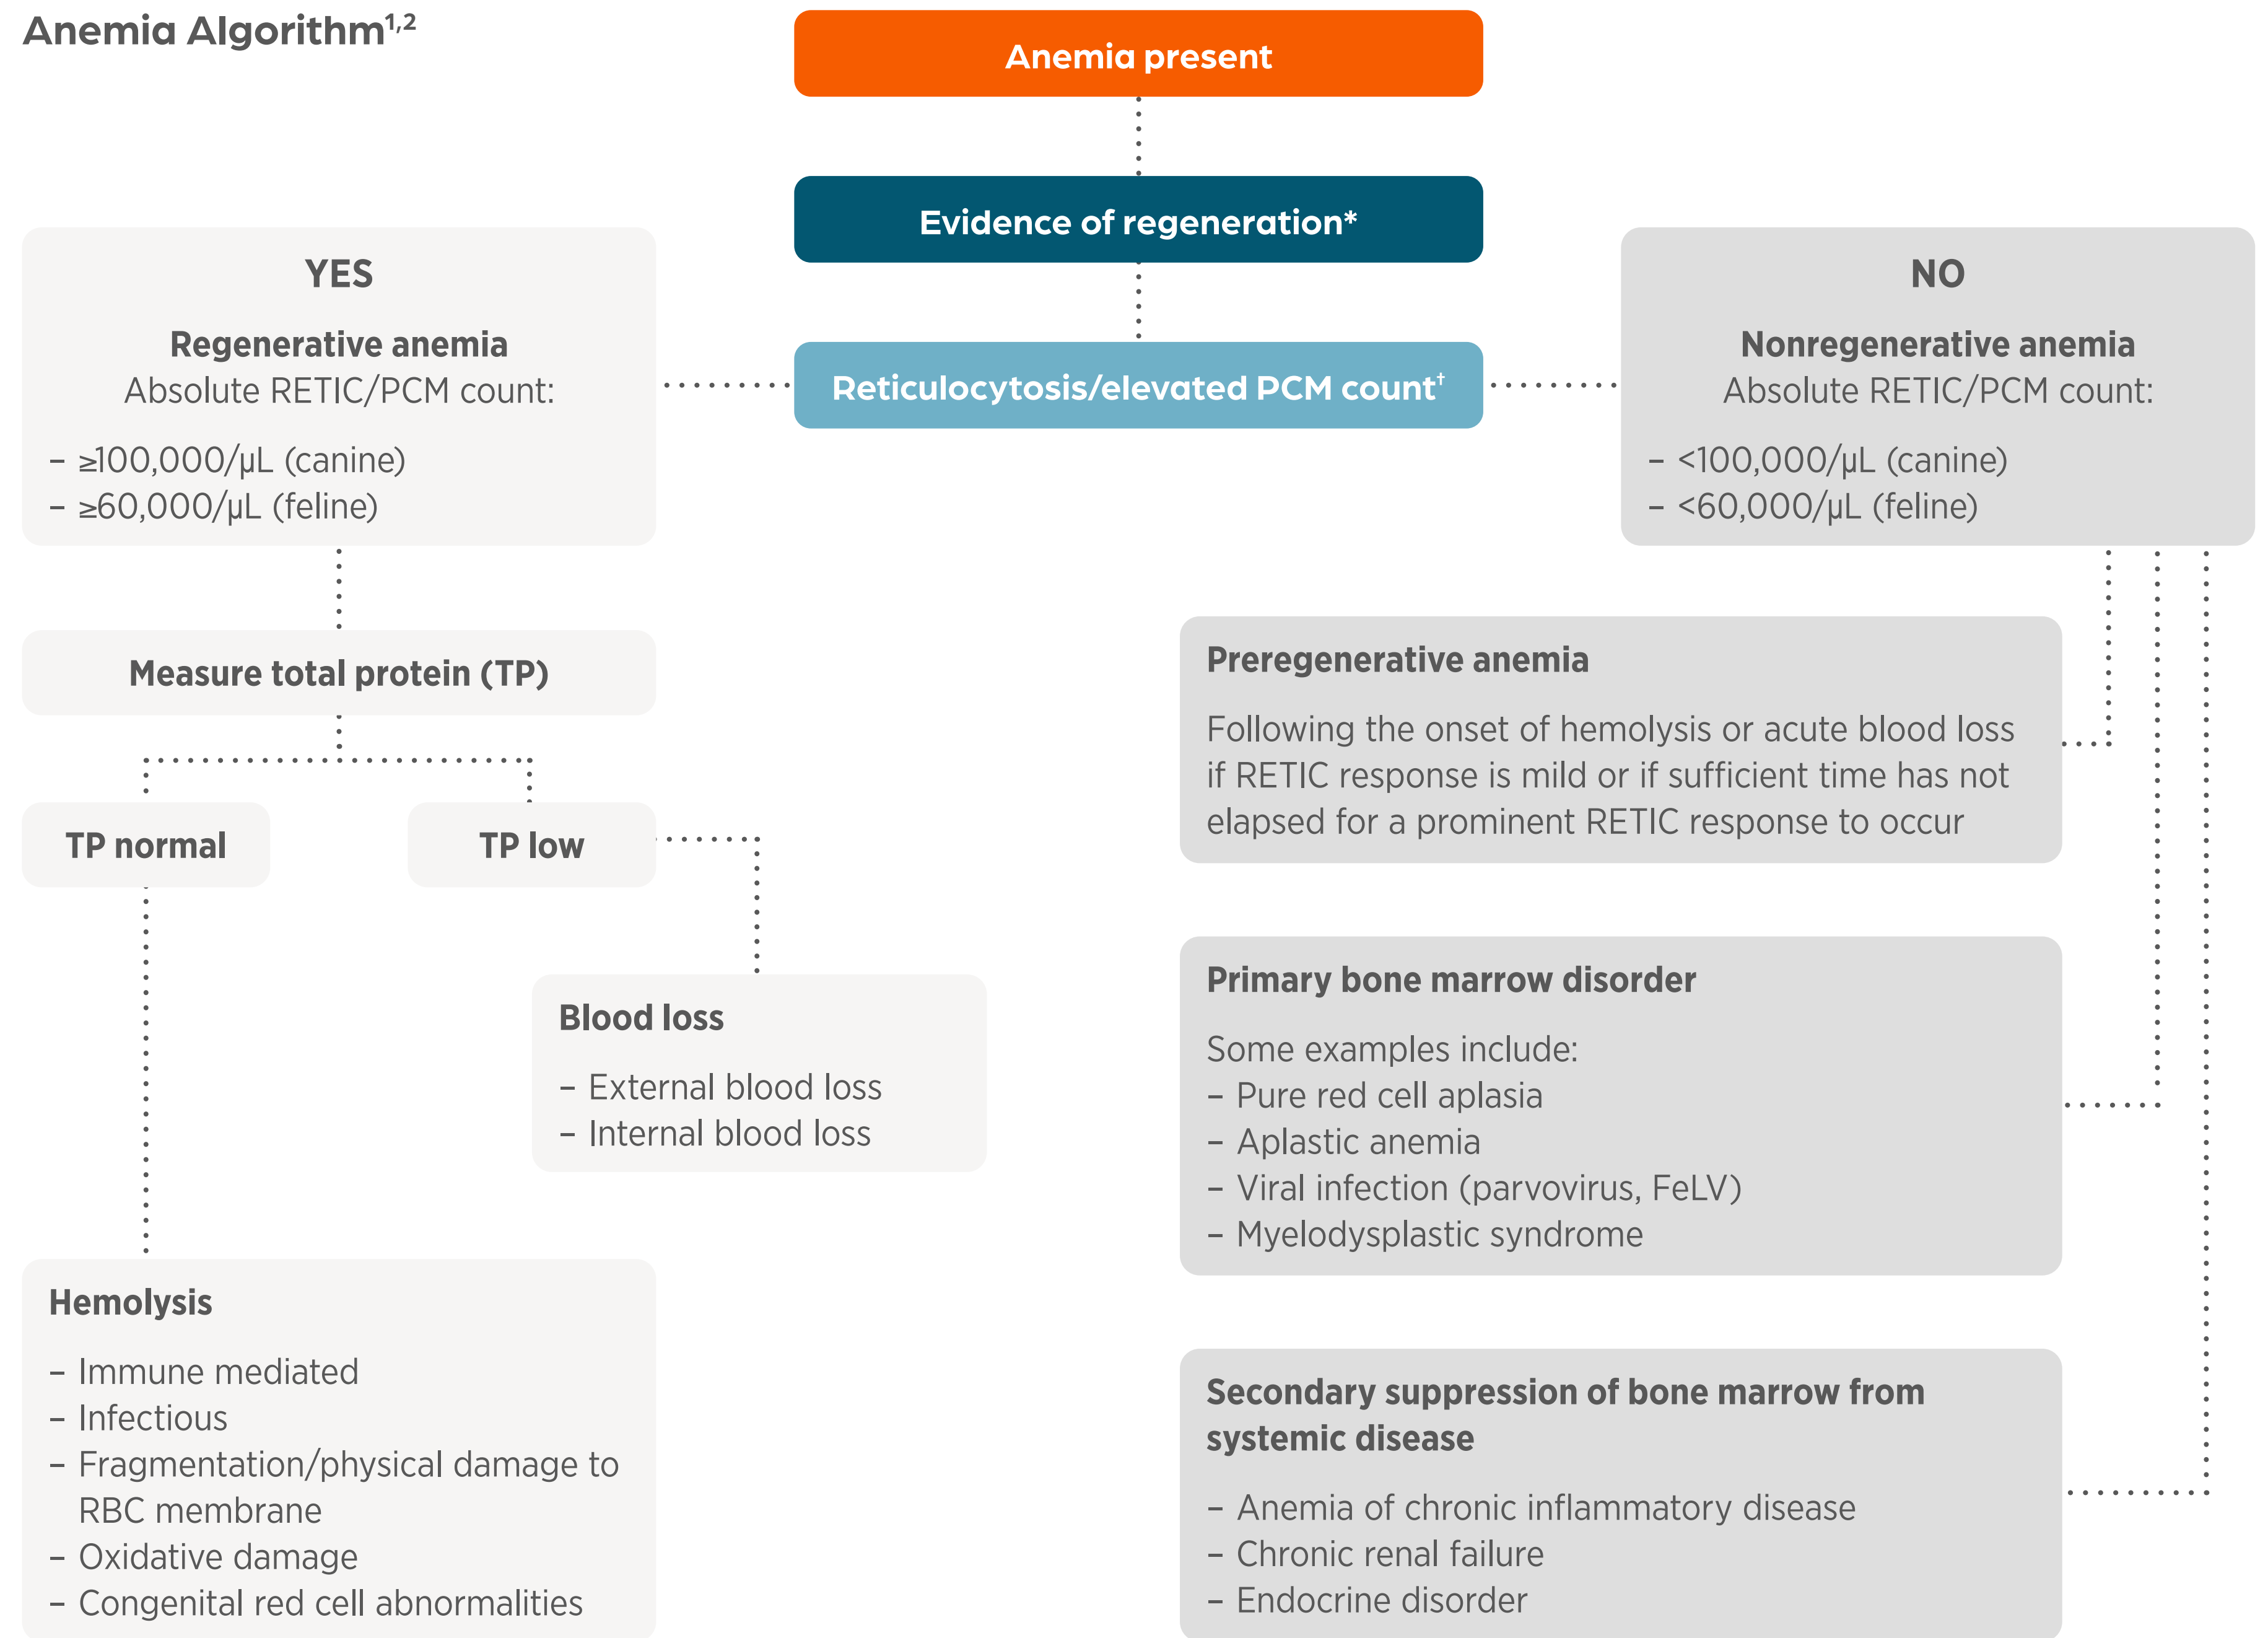 Anemia Algorithm¹,²
Anemia present
Evidence of regeneration*
Reticulocytosis/elevated PCM count†
YES
Regenerative anemia
Absolute RETIC/PCM count:
– ≥100,000/µL (canine)
– ≥60,000/µL (feline)
NO
Nonregenerative anemia
Absolute RETIC/PCM count:
– <100,000/µL (canine)
– <60,000/µL (feline)
Measure total protein (TP)
TP normal
TP low
Blood loss
– External blood loss
– Internal blood loss
Hemolysis
– Immune mediated
– Infectious
– Fragmentation/physical damage to
RBC membrane
– Oxidative damage
– Congenital red cell abnormalities
Preregenerative anemia
Following the onset of hemolysis or acute blood loss
if RETIC response is mild or if sufficient time has not
elapsed for a prominent RETIC response to occur
Primary bone marrow disorder
Some examples include:
– Pure red cell aplasia
– Aplastic anemia
– Viral infection (parvovirus, FeLV)
– Myelodysplastic syndrome
Secondary suppression of bone marrow from
systemic disease
– Anemia of chronic inflammatory disease
– Chronic renal failure
– Endocrine disorder